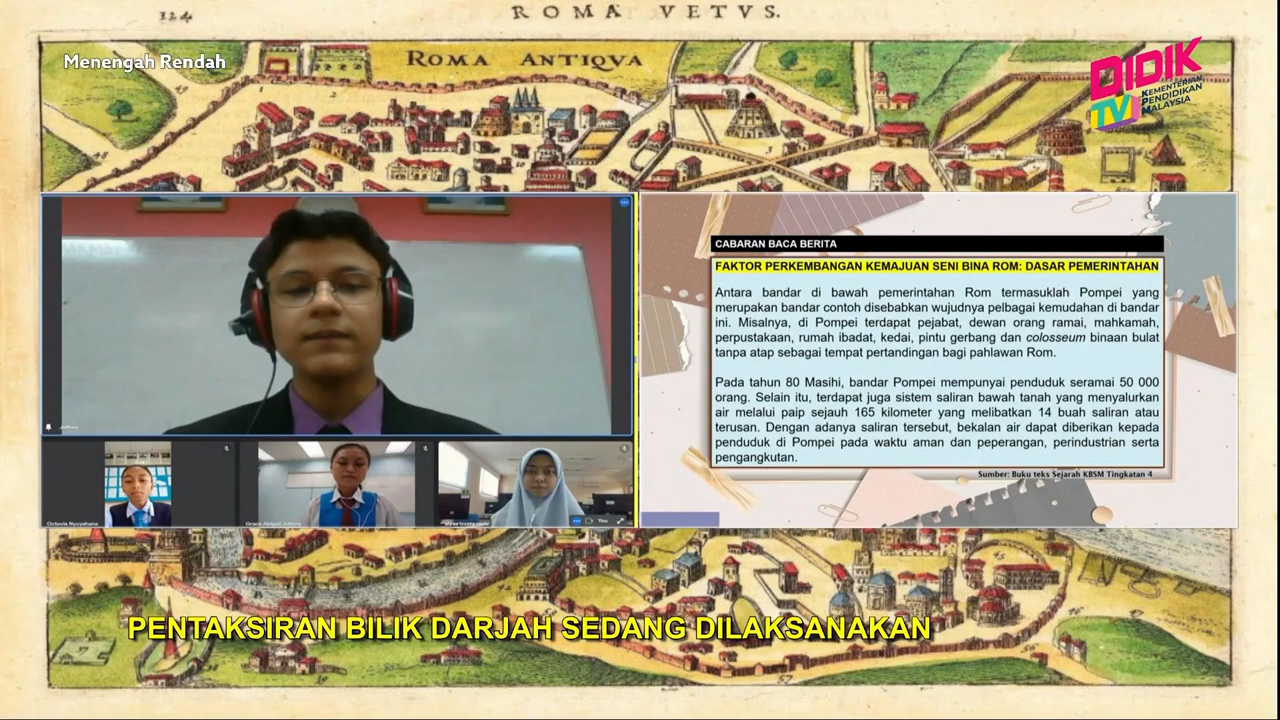 124
ROMA VETVS.
ROMA ANTIQVA
Menengah Rendah
DIDIK
TV
KEMENTERIAN
PENDIDIKAN
MALAYSIA
CABARAN BACA BERITA
FAKTOR PERKEMBANGAN KEMAJUAN SENI BINA ROM: DASAR PEMERINTAHAN
Antara bandar di bawah pemerintahan Rom termasuklah Pompei yang
merupakan bandar contoh disebabkan wujudnya pelbagai kemudahan di bandar
ini. Misalnya, di Pompei terdapat pejabat, dewan orang ramai, mahkamah,
perpustakaan, rumah ibadat, kedai, pintu gerbang dan colosseum binaan bulat
tanpa atap sebagai tempat pertandingan bagi pahlawan Rom.
Pada tahun 80 Masihi, bandar Pompei mempunyai penduduk seramai 50 000
orang. Selain itu, terdapat juga sistem saliran bawah tanah yang menyalurkan
air melalui paip sejauh 165 kilometer yang melibatkan 14 buah saliran atau
terusan. Dengan adanya saliran tersebut, bekalan air dapat diberikan kepada
penduduk di Pompei pada waktu aman dan peperangan, perindustrian serta
pengangkutan.
Sumber: Buku teks Sejarah KBSM Tingkatan 4
Jeffrey
Octovia
Grace Abigail Johnny
You
PENTAKSIRAN BILIK DARJAH SEDANG DILAKSANAKAN